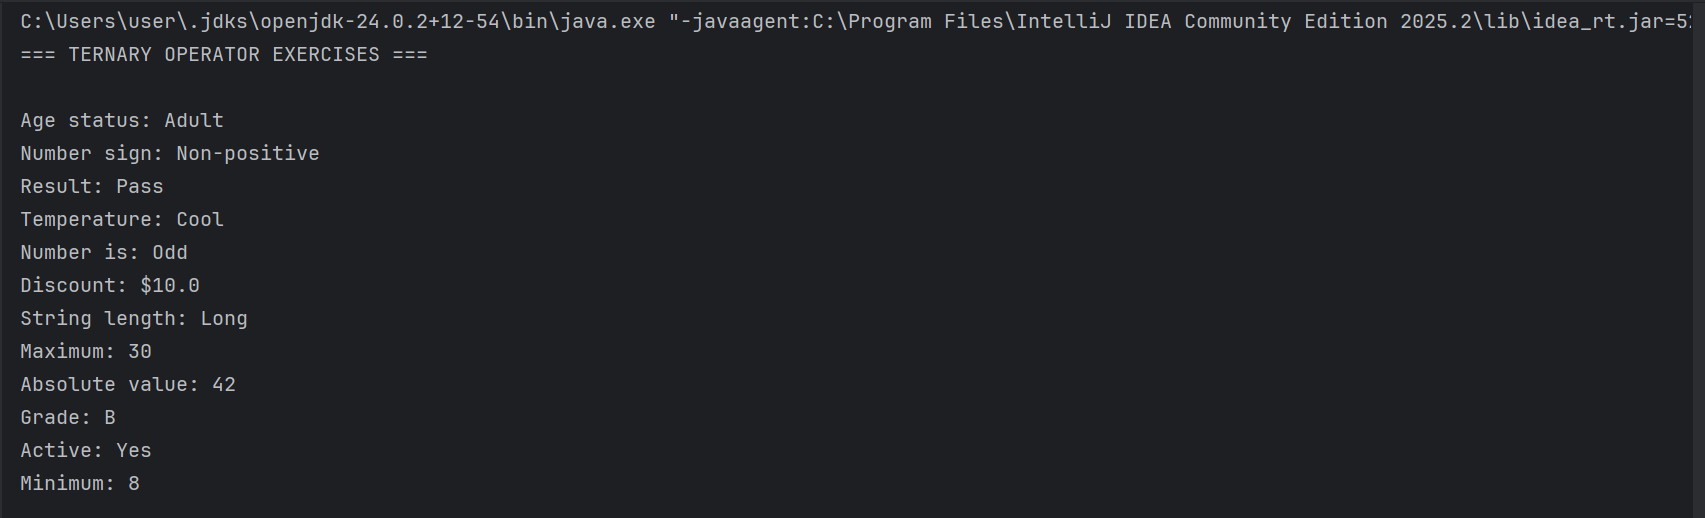 C:\Users\user\.jdks\openjdk-24.0.2+12-54\bin\java.exe "-javaagent:C:\Program Files\IntelliJ IDEA Community Edition 2025.2\lib\idea_rt.jar=5
=== TERNARY OPERATOR EXERCISES ===
Age status: Adult
Number sign: Non-positive
Result: Pass
Temperature: Cool
Number is: Odd
Discount: $10.0
String length: Long
Maximum: 30
Absolute value: 42
Grade: B
Active: Yes
Minimum: 8